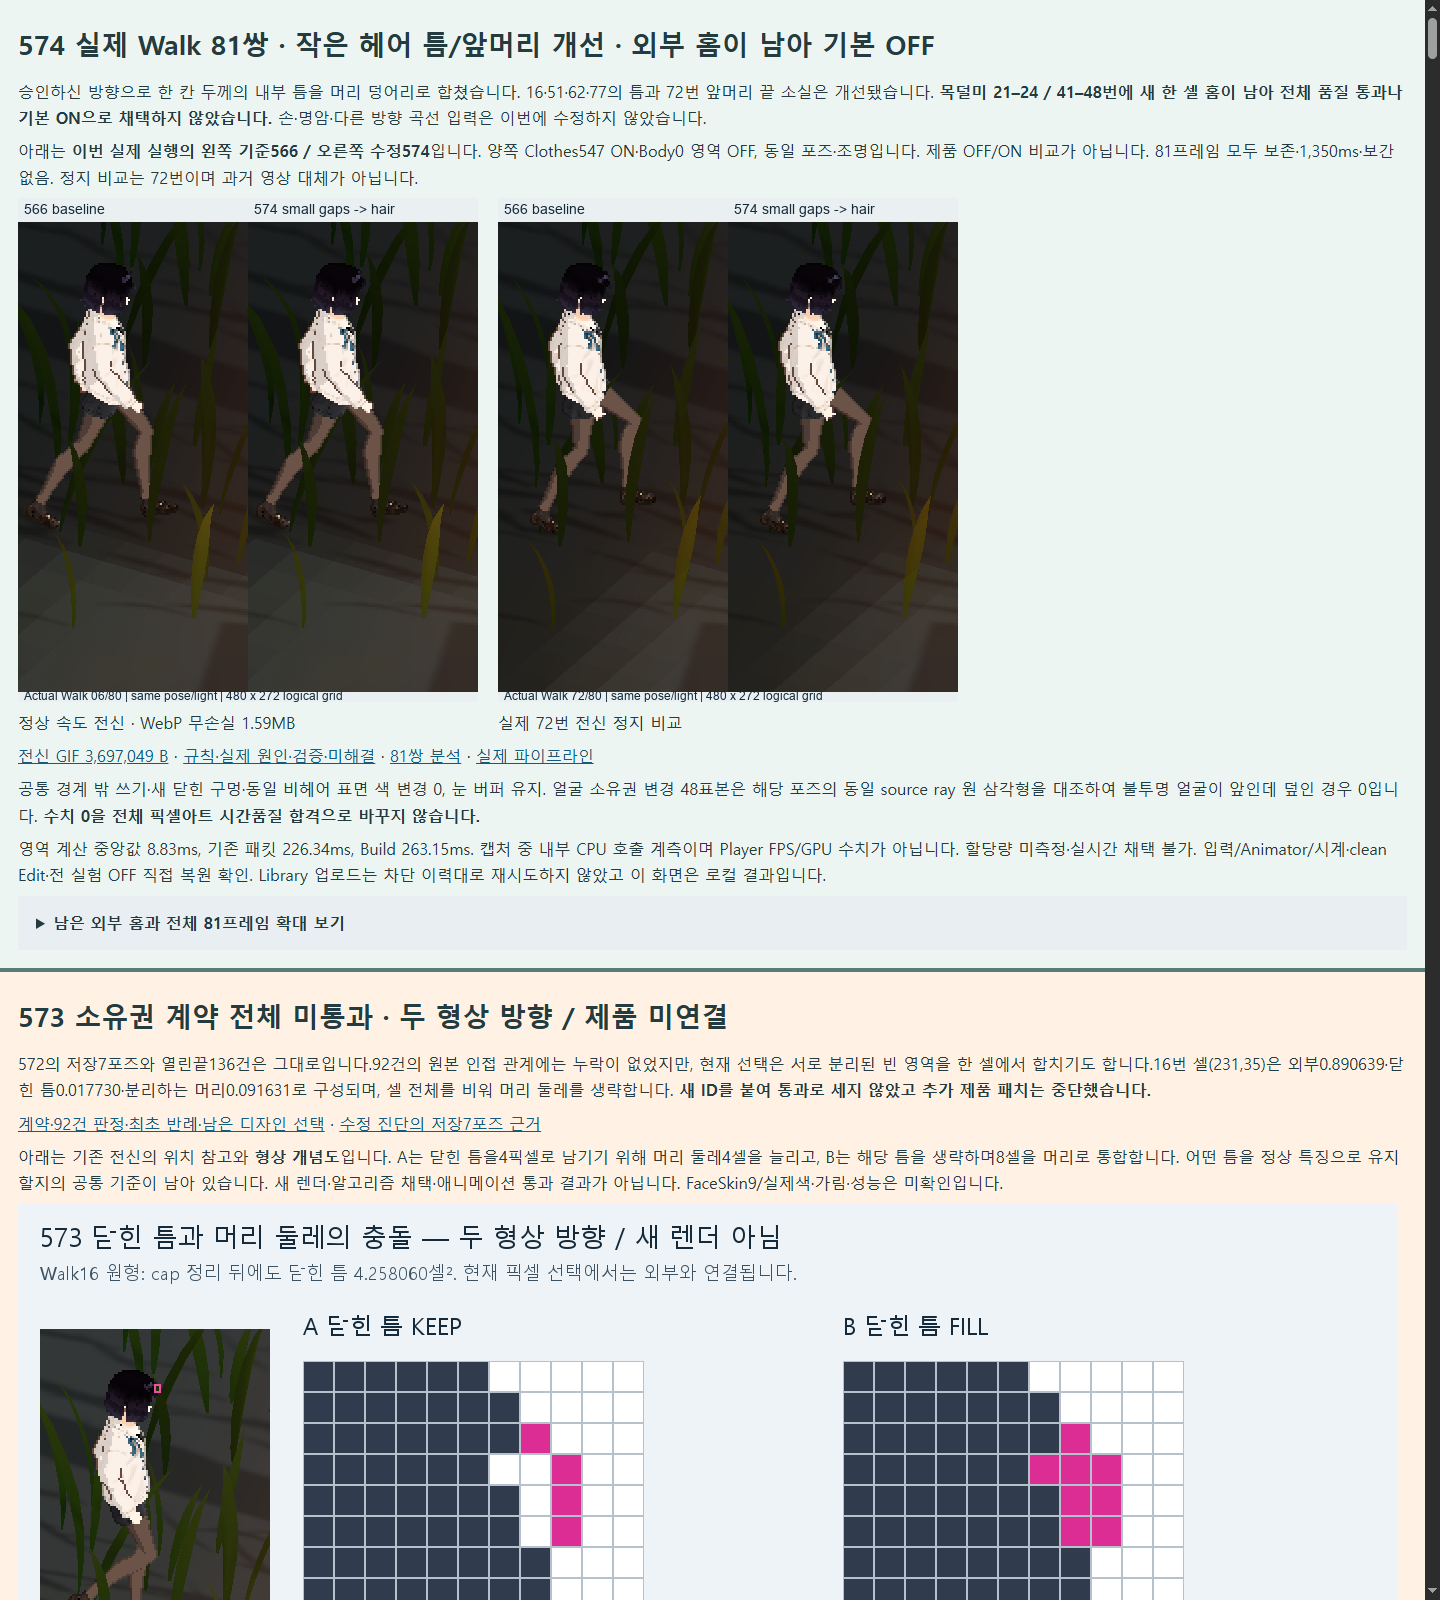 574 실제 Walk 81쌍 · 작은 헤어 틈/앞머리 개선 · 외부 홈이 남아 기본 OFF
승인하신 방향으로 한 칸 두께의 내부 틈을 머리 덩어리로 합쳤습니다. 16·51·62·77의 틈과 72번 앞머리 끝 소실은 개선됐습니다. 목덜미 21–24 / 41–48번에 새 한 셀 홈이 남아 전체 품질 통과나
기본 ON으로 채택하지 않았습니다. 손·명암·다른 방향 곡선 입력은 이번에 수정하지 않았습니다.
아래는 이번 실제 실행의 왼쪽 기준566 / 오른쪽 수정574입니다. 양쪽 Clothes547 ON·Body0 영역 OFF, 동일 포즈·조명입니다. 제품 OFF/ON 비교가 아닙니다. 81프레임 모두 보존·1,350ms·보간
없음. 정지 비교는 72번이며 과거 영상 대체가 아닙니다.
566 baseline 574 small gaps -> hair 566 baseline 574 small gaps -> hair
Actual Walk 06/80 | same pose/light | 480 x 272 logical grid Actual Walk 72/80 | same pose/light | 480 x 272 logical grid
정상 속도 전신 · WebP 무손실 1.59MB 실제 72번 전신 정지 비교
전신 GIF 3,697,049 B · 규칙·실제 원인·검증·미해결 · 81쌍 분석 · 실제 파이프라인
공통 경계 밖 쓰기·새 닫힌 구멍·동일 비헤어 표면 색 변경 0, 눈 버퍼 유지. 얼굴 소유권 변경 48표본은 해당 포즈의 동일 source ray 원 삼각형을 대조하여 불투명 얼굴이 앞인데 덮인 경우 0입니
다. 수치 0을 전체 픽셀아트 시간품질 합격으로 바꾸지 않습니다.
영역 계산 중앙값 8.83ms, 기존 패킷 226.34ms, Build 263.15ms. 캡처 중 내부 CPU 호출 계측이며 Player FPS/GPU 수치가 아닙니다. 할당량 미측정·실시간 채택 불가. 입력/Animator/시계·clean
Edit·전 실험 OFF 직접 복원 확인. Library 업로드는 차단 이력대로 재시도하지 않았고 이 화면은 로컬 결과입니다.
▶ 남은 외부 홈과 전체 81프레임 확대 보기
573 소유권 계약 전체 미통과 · 두 형상 방향 / 제품 미연결
572의 저장7포즈와 열린끝136건은 그대로입니다.92건의 원본 인접 관계에는 누락이 없었지만, 현재 선택은 서로 분리된 빈 영역을 한 셀에서 합치기도 합니다.16번 셀(231,35)은 외부0.890639·닫
힌 틈0.017730·분리하는 머리0.091631로 구성되며, 셀 전체를 비워 머리 둘레를 생략합니다. 새 ID를 붙여 통과로 세지 않았고 추가 제품 패치는 중단했습니다.
계약·92건 판정·최초 반례·남은 디자인 선택 · 수정 진단의 저장7포즈 근거
아래는 기존 전신의 위치 참고와 형상 개념도입니다. A는 닫힌 틈을4픽셀로 남기기 위해 머리 둘레4셀을 늘리고, B는 해당 틈을 생략하며8셀을 머리로 통합합니다. 어떤 틈을 정상 특징으로 유지
할지의 공통 기준이 남아 있습니다. 새 렌더·알고리즘 채택·애니메이션 통과 결과가 아닙니다. FaceSkin9/실제색·가림·성능은 미확인입니다.
573 닫힌 틈과 머리 둘레의 충돌 — 두 형상 방향 / 새 렌더 아님
Walk16 원형: cap 정리 뒤에도 닫힌 틈 4.258060셀². 현재 픽셀 선택에서는 외부와 연결됩니다.
A 닫힌 틈 KEEP B 닫힌 틈 FILL